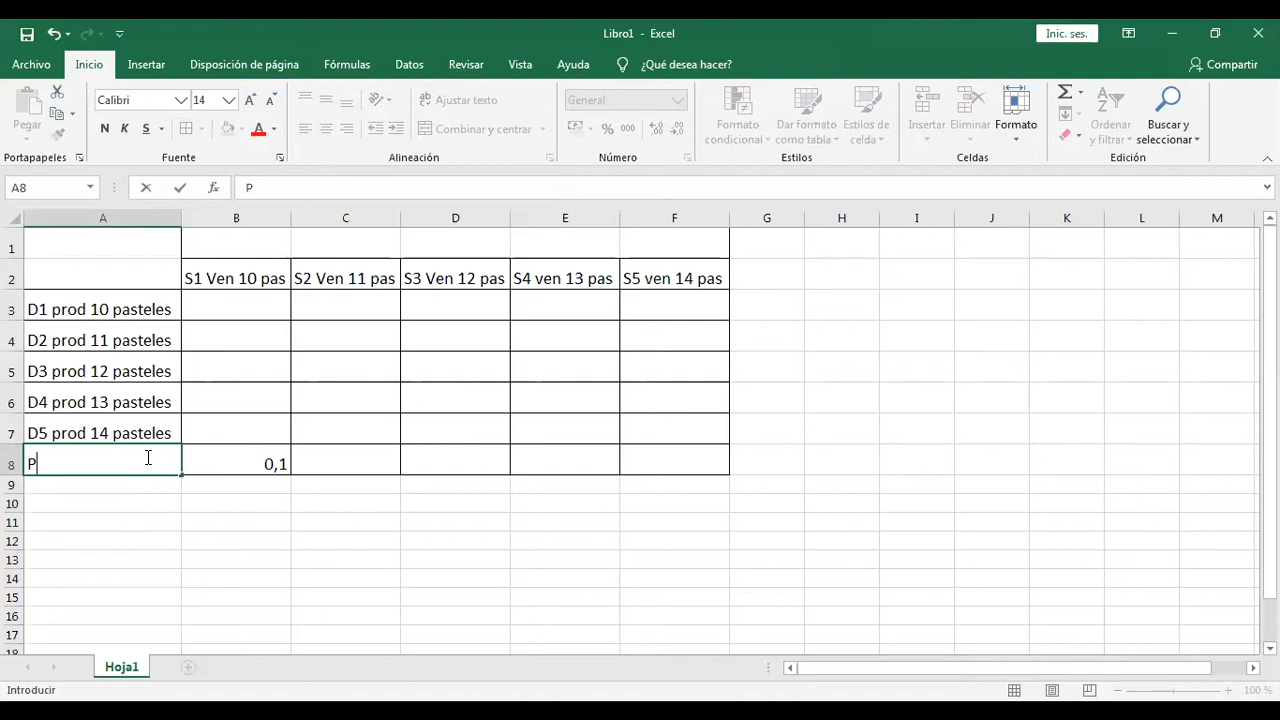 Libro1 - Excel
Inic. ses.
Archivo Inicio Insertar Disposición de página Fórmulas Datos Revisar Vista Ayuda ¿Qué desea hacer? Compartir
Pegar
Portapapeles
Calibri 14
N K S A
Fuente
Ajustar texto
Combinar y centrar
Alineación
General
% 000
Número
Formato condicional
Dar formato como tabla
Estilos de celda
Estilos
Insertar Eliminar Formato
Celdas
Ordenar y filtrar
Buscar y seleccionar
Edición
A8 fx P
A B C D E F G H I J K L M
1
2 S1 Ven 10 pas S2 Ven 11 pas S3 Ven 12 pas S4 ven 13 pas S5 ven 14 pas
3 D1 prod 10 pasteles
4 D2 prod 11 pasteles
5 D3 prod 12 pasteles
6 D4 prod 13 pasteles
7 D5 prod 14 pasteles
8 P 0,1
9
10
11
12
13
14
15
16
17
18
Hoja1
Introducir 100 %